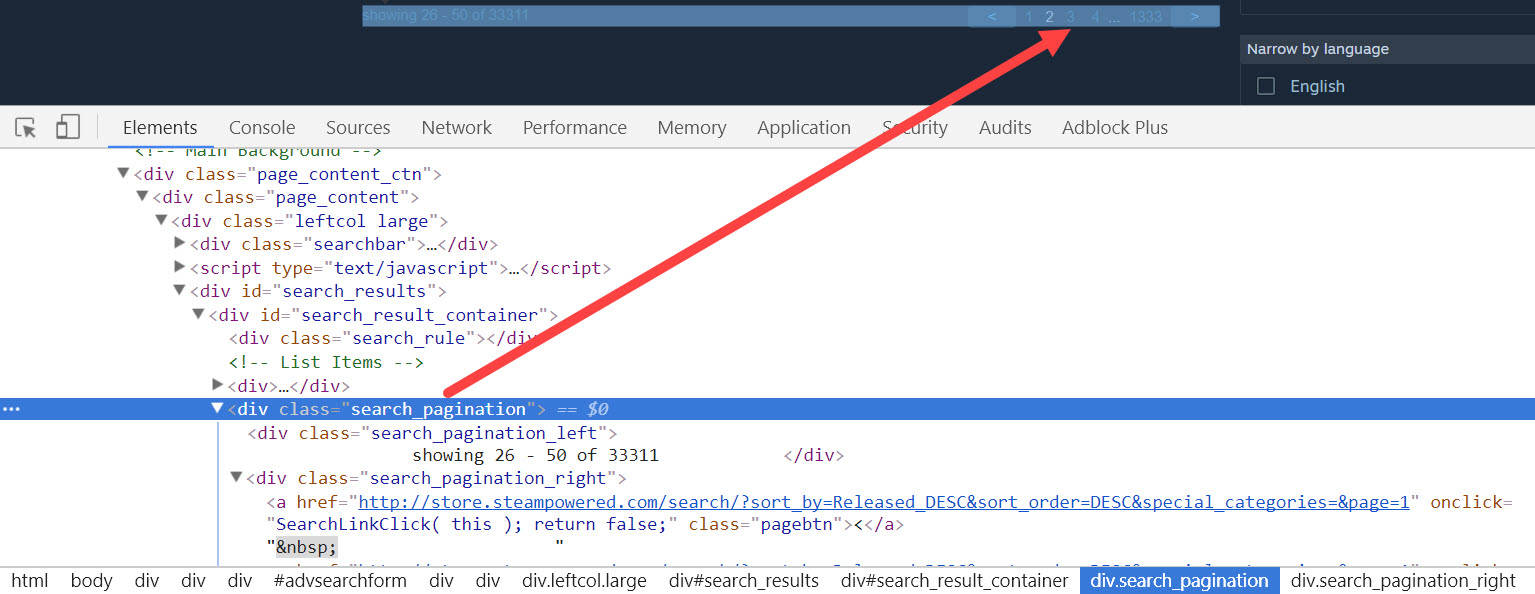 showing 26 - 50 of 33311 < 1 2 3 4 ... 1333 >
Narrow by language
English
Elements Console Sources Network Performance Memory Application Security Audits Adblock Plus
<!-- Main Background -->
<div class="page_content_ctn">
<div class="page_content">
<div class="leftcol large">
<div class="searchbar">…</div>
<script type="text/javascript">…</script>
<div id="search_results">
<div id="search_result_container">
<div class="search_rule"></div>
<!-- List Items -->
<div>…</div>
<div class="search_pagination"> == $0
<div class="search_pagination_left">
showing 26 - 50 of 33311 </div>
<div class="search_pagination_right">
<a href="http://store.steampowered.com/search/?sort_by=Released_DESC&sort_order=DESC&special_categories=&page=1" onclick=
"SearchLinkClick( this ); return false;" class="pagebtn"><</a>
"&nbsp; "
html body div div div #advsearchform div div div.leftcol.large div#search_results div#search_result_container div.search_pagination div.search_pagination_right